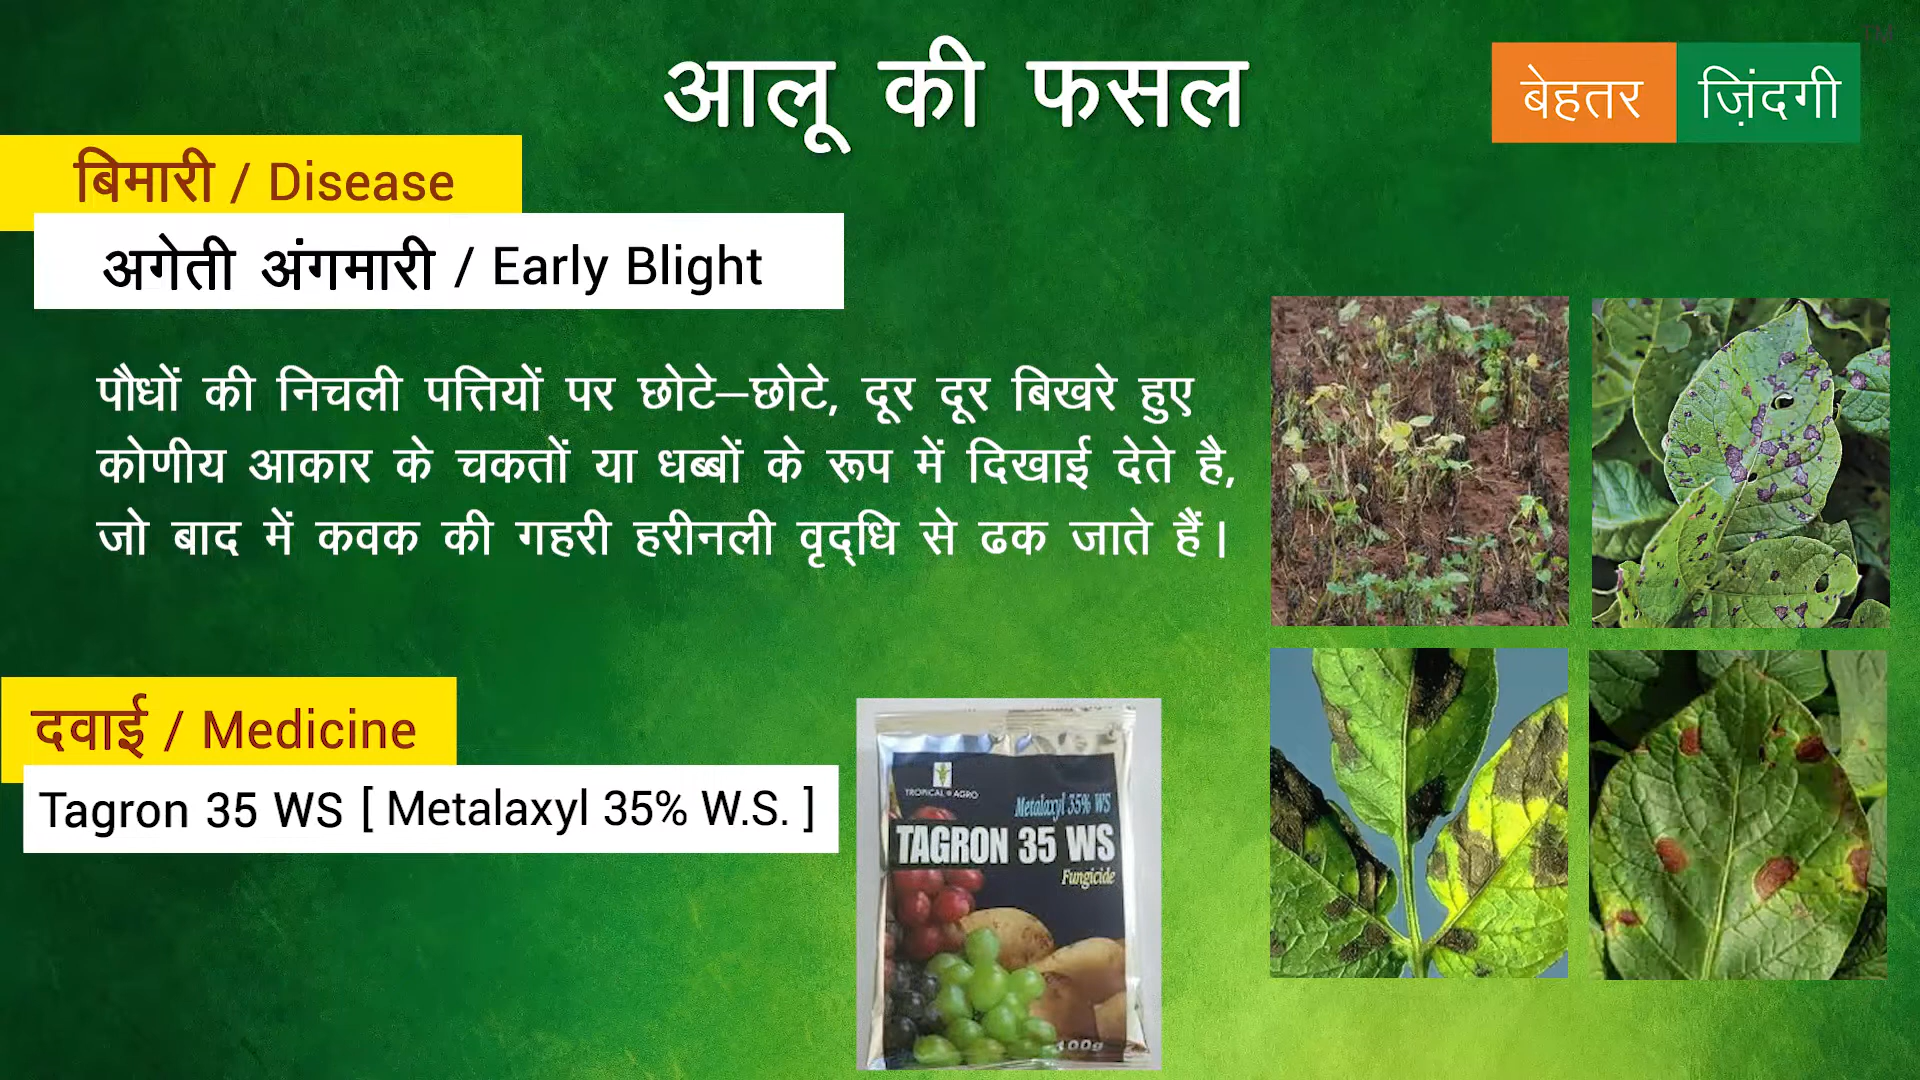 आलू की फसल
बेहतर ज़िंदगी
TM
बिमारी / Disease
अगेती अंगमारी / Early Blight
पौधों की निचली पत्तियों पर छोटे–छोटे, दूर दूर बिखरे हुए
कोणीय आकार के चकतों या धब्बों के रूप में दिखाई देते है,
जो बाद में कवक की गहरी हरीनली वृद्धि से ढक जाते हैं।
दवाई / Medicine
Tagron 35 WS [ Metalaxyl 35% W.S. ]
TROPICAL AGRO
Metalaxyl 35% WS
TAGRON 35 WS
Fungicide
100g